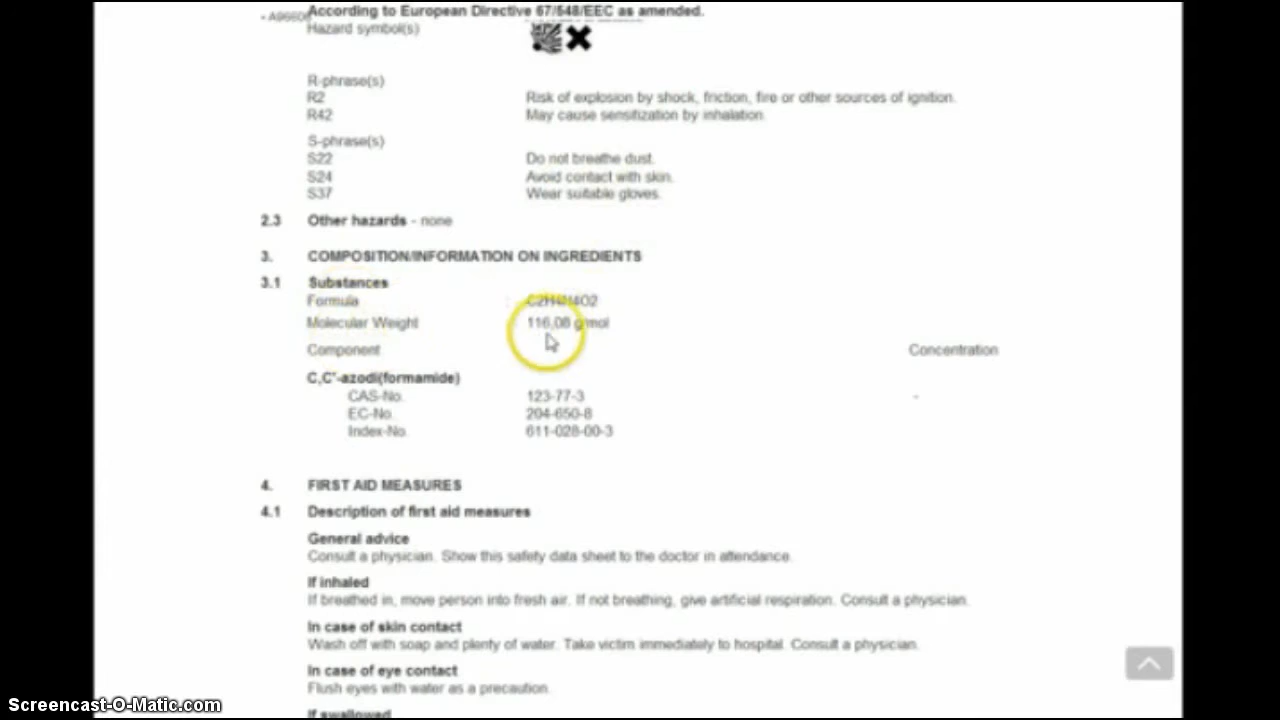 According to European Directive 67/548/EEC as amended.
Hazard symbol(s)
R-phrase(s)
R2 Risk of explosion by shock, friction, fire or other sources of ignition.
R42 May cause sensitization by inhalation.
S-phrase(s)
S22 Do not breathe dust.
S24 Avoid contact with skin.
S37 Wear suitable gloves.
2.3 Other hazards - none
3. COMPOSITION/INFORMATION ON INGREDIENTS
3.1 Substances
Formula : C2H4N4O2
Molecular Weight 116,08 g/mol
Component Concentration
C,C'-azodi(formamide)
CAS-No. 123-77-3 -
EC-No. 204-650-8
Index-No. 611-028-00-3
4. FIRST AID MEASURES
4.1 Description of first aid measures
General advice
Consult a physician. Show this safety data sheet to the doctor in attendance.
If inhaled
If breathed in, move person into fresh air. If not breathing, give artificial respiration. Consult a physician.
In case of skin contact
Wash off with soap and plenty of water. Take victim immediately to hospital. Consult a physician.
In case of eye contact
Flush eyes with water as a precaution.
If swallowed
Screencast-O-Matic.com